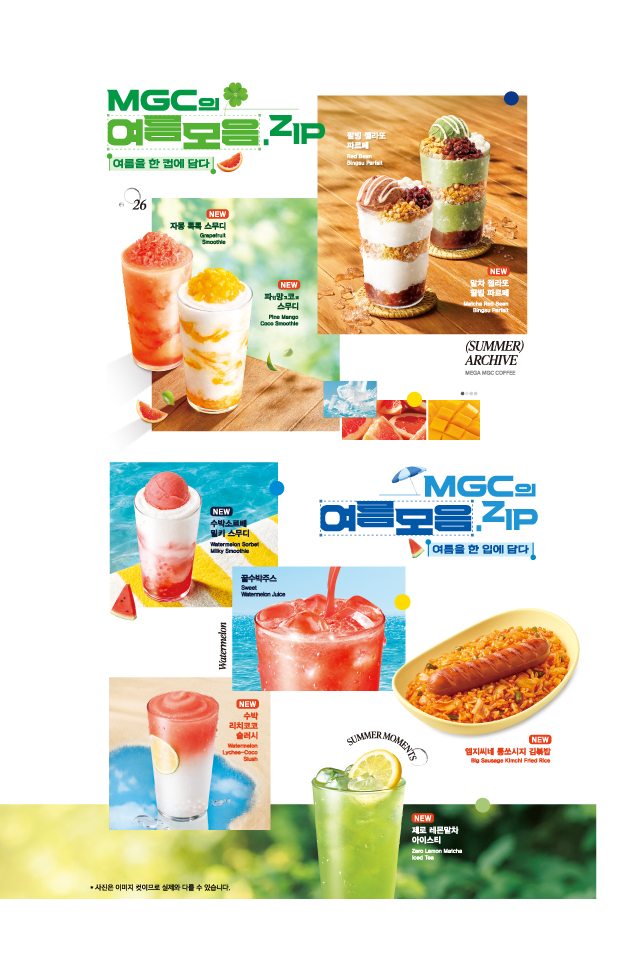 MGC의
여름모음.ZIP
여름을 한 컵에 담다
26
NEW
자몽 톡톡 스무디
Grapefruit
Smoothie
NEW
파인망고코코
스무디
Pine Mango
Coco Smoothie
팥빙 젤라또
파르페
Red Bean
Bingsu Parfait
NEW
말차 젤라또
팥빙 파르페
Matcha Red Bean
Bingsu Parfait
(SUMMER)
ARCHIVE
MEGA MGC COFFEE
MGC의
여름모음.ZIP
여름을 한 입에 담다
NEW
수박소르베
밀키 스무디
Watermelon Sorbet
Milky Smoothie
꿀수박주스
Sweet
Watermelon Juice
Watermelon
NEW
수박
리치코코
슬러시
Watermelon
Lychee-Coco
Slush
NEW
엠지씨네 통쏘시지 김볶밥
Big Sausage Kimchi Fried Rice
SUMMER MOMENTS
NEW
제로 레몬말차
아이스티
Zero Lemon Matcha
Iced Tea
* 사진은 이미지 컷이므로 실제와 다를 수 있습니다.